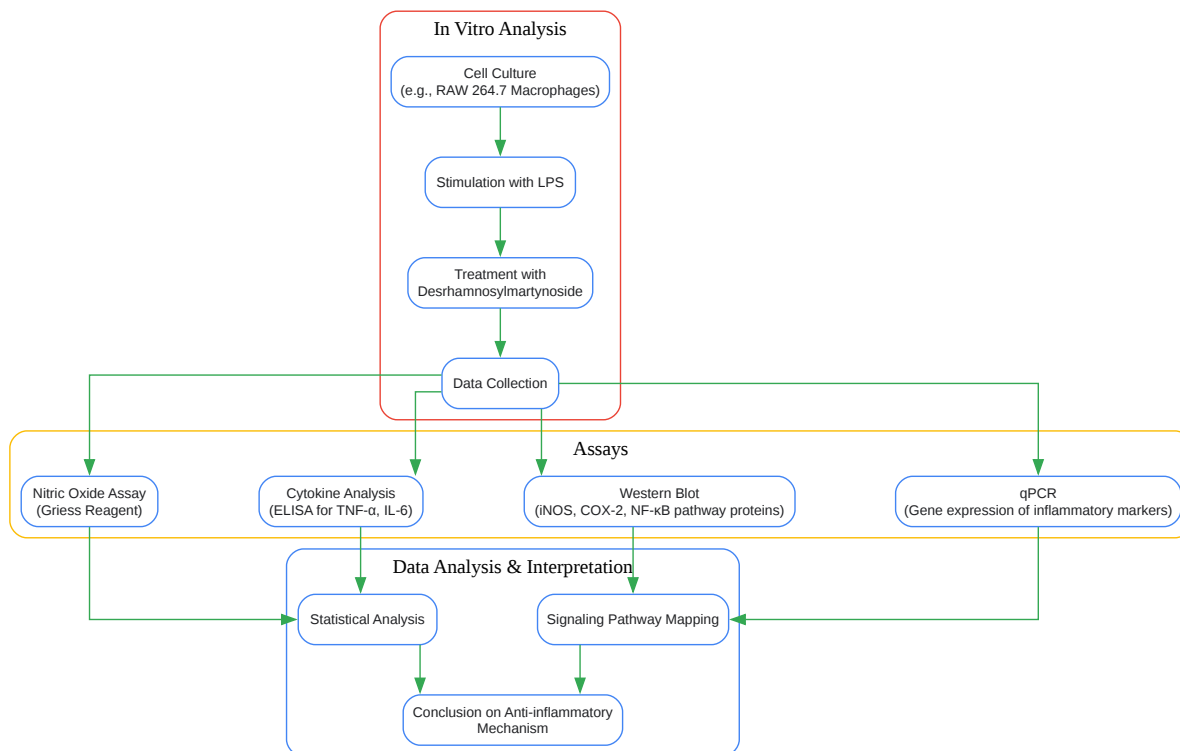 In Vitro Analysis
Cell Culture
(e.g., RAW 264.7 Macrophages)
Stimulation with LPS
Treatment with
Desrhamnosylmartynoside
Data Collection
Assays
Nitric Oxide Assay
(Griess Reagent)
Cytokine Analysis
(ELISA for TNF-α, IL-6)
Western Blot
(iNOS, COX-2, NF-κB pathway proteins)
qPCR
(Gene expression of inflammatory markers)
Data Analysis & Interpretation
Statistical Analysis
Signaling Pathway Mapping
Conclusion on Anti-inflammatory
Mechanism